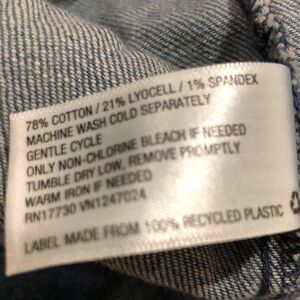 78% COTTON / 21% LYOCELL / 1% SPANDEX
MACHINE WASH COLD SEPARATELY
GENTLE CYCLE
ONLY NON-CHLORINE BLEACH IF NEEDED
TUMBLE DRY LOW, REMOVE PROMPTLY
WARM IRON IF NEEDED
RN17730 VN1247024
LABEL MADE FROM 100% RECYCLED PLASTIC